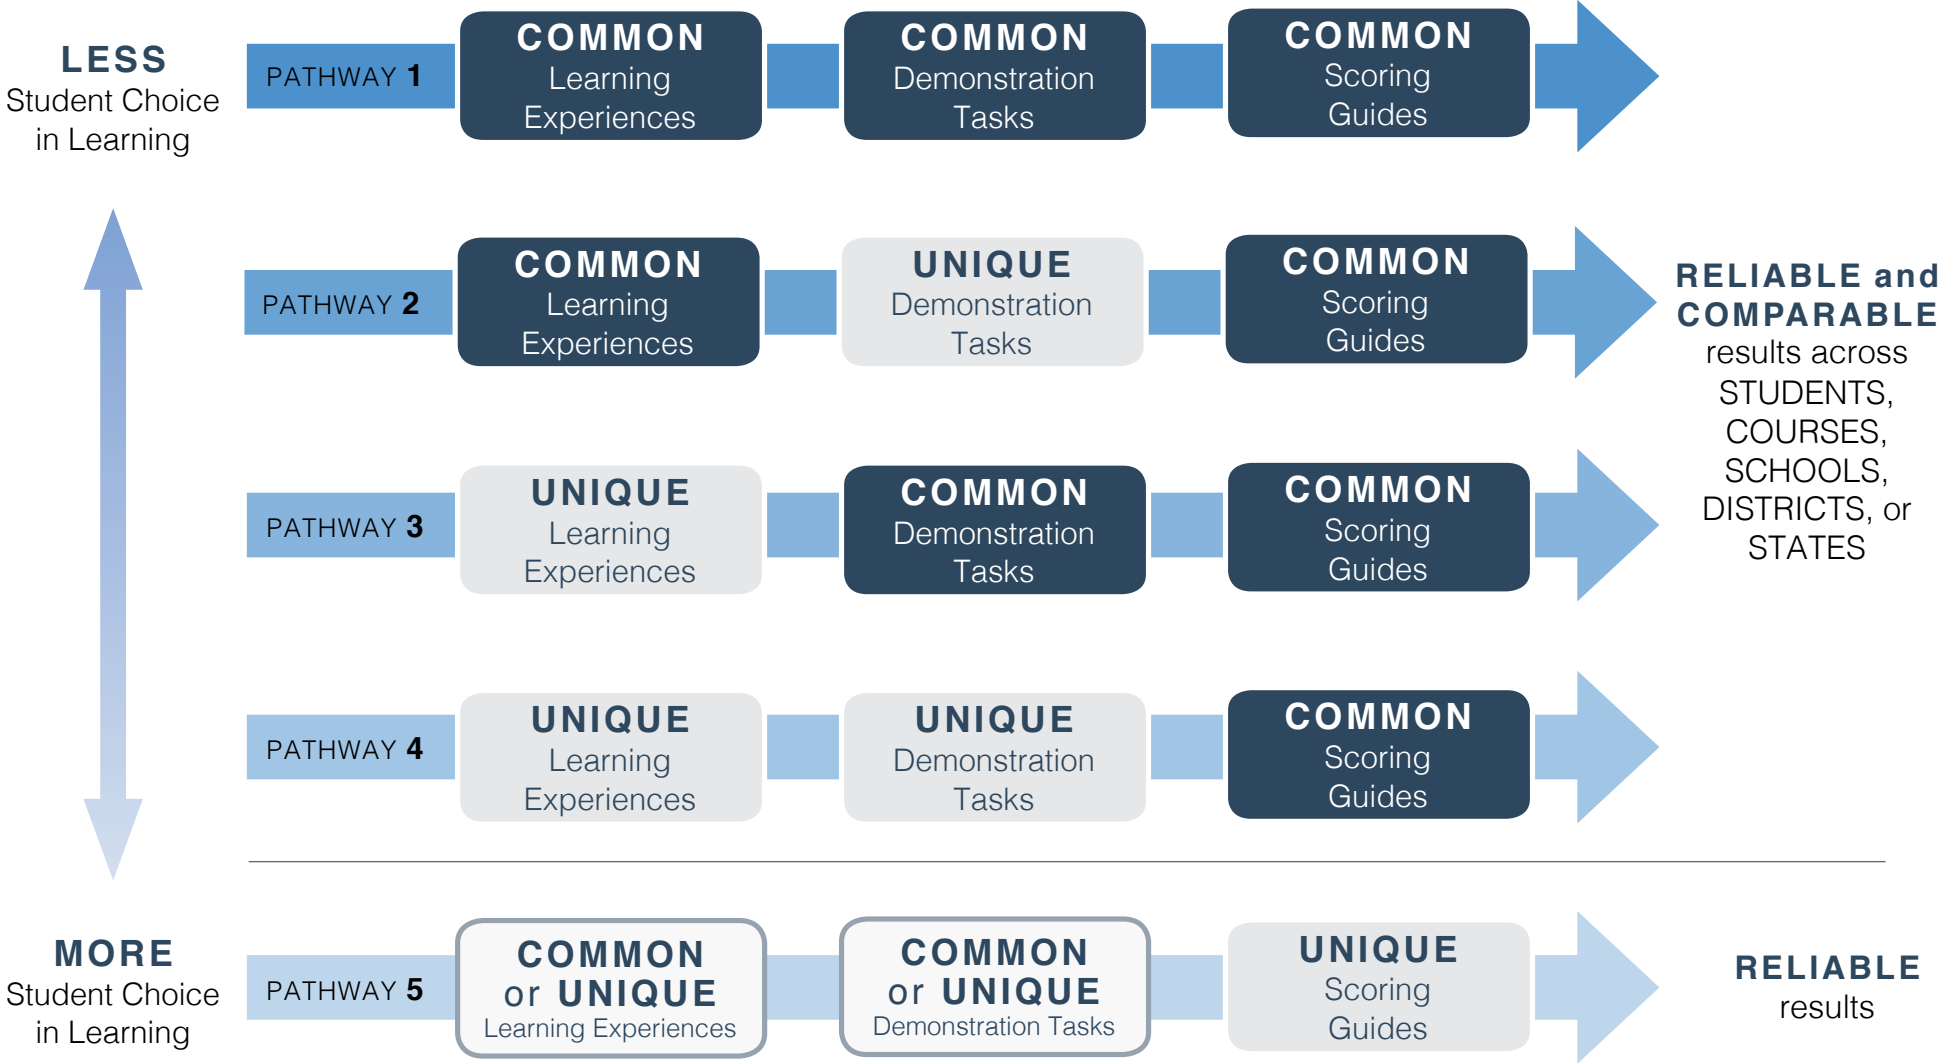 LESS
Student Choice
in Learning
PATHWAY 1
COMMON
Learning
Experiences
COMMON
Demonstration
Tasks
COMMON
Scoring
Guides
PATHWAY 2
COMMON
Learning
Experiences
UNIQUE
Demonstration
Tasks
COMMON
Scoring
Guides
PATHWAY 3
UNIQUE
Learning
Experiences
COMMON
Demonstration
Tasks
COMMON
Scoring
Guides
PATHWAY 4
UNIQUE
Learning
Experiences
UNIQUE
Demonstration
Tasks
COMMON
Scoring
Guides
RELIABLE and
COMPARABLE
results across
STUDENTS,
COURSES,
SCHOOLS,
DISTRICTS, or
STATES
MORE
Student Choice
in Learning
PATHWAY 5
COMMON
or UNIQUE
Learning Experiences
COMMON
or UNIQUE
Demonstration Tasks
UNIQUE
Scoring
Guides
RELIABLE
results